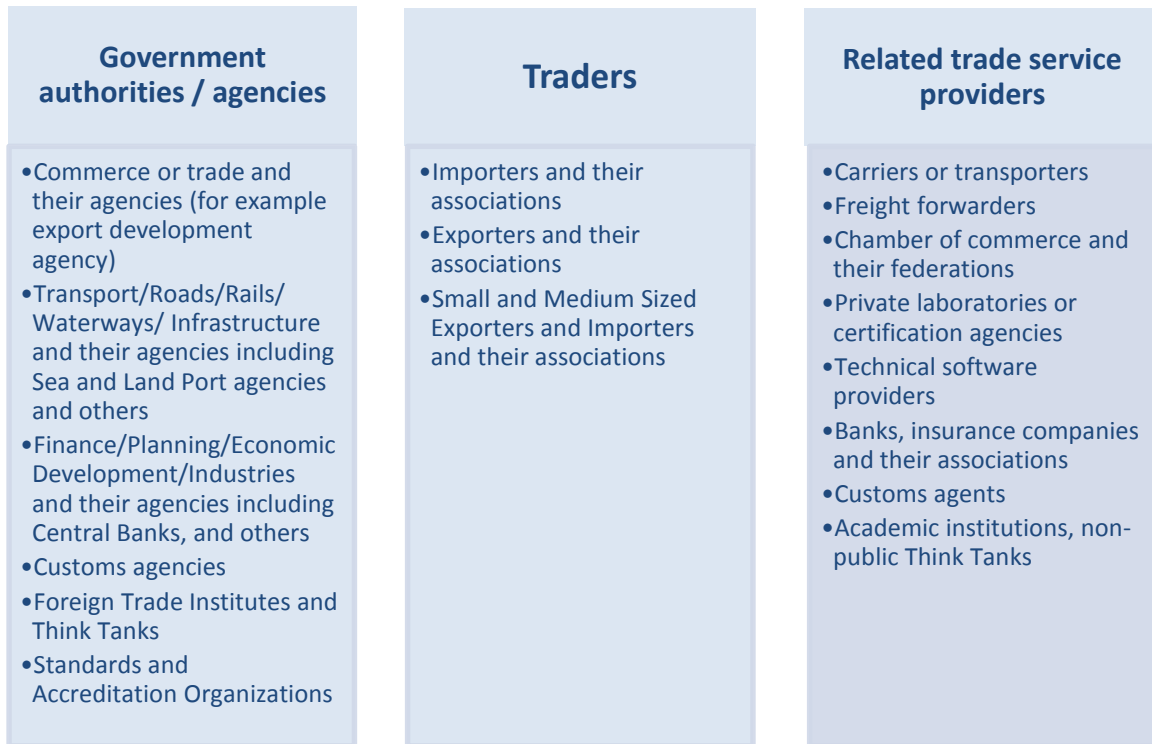 Government
authorities / agencies
•Commerce or trade and
their agencies (for example
export development
agency)
•Transport/Roads/Rails/
Waterways/ Infrastructure
and their agencies including
Sea and Land Port agencies
and others
•Finance/Planning/Economic
Development/Industries
and their agencies including
Central Banks, and others
•Customs agencies
•Foreign Trade Institutes and
Think Tanks
•Standards and
Accreditation Organizations
Traders
•Importers and their
associations
•Exporters and their
associations
•Small and Medium Sized
Exporters and Importers
and their associations
Related trade service
providers
•Carriers or transporters
•Freight forwarders
•Chamber of commerce and
their federations
•Private laboratories or
certification agencies
•Technical software
providers
•Banks, insurance companies
and their associations
•Customs agents
•Academic institutions, non-
public Think Tanks